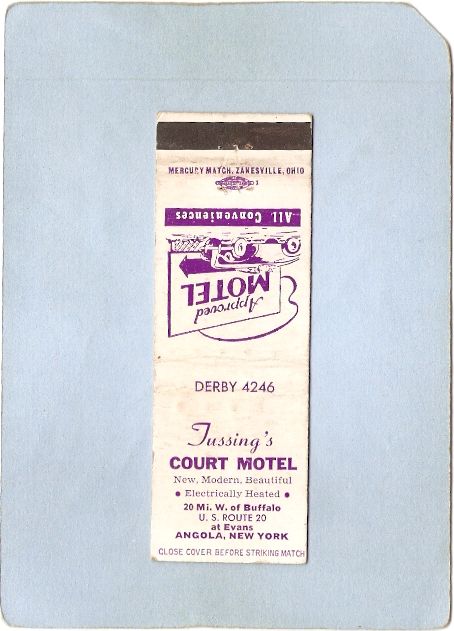 MERCURY MATCH, ZANESVILLE, OHIO
All Conveniences
Approved
MOTEL
DERBY 4246
Tussing's
COURT MOTEL
New, Modern, Beautiful
• Electrically Heated •
20 Mi. W. of Buffalo
U. S. ROUTE 20
at Evans
ANGOLA, NEW YORK
CLOSE COVER BEFORE STRIKING MATCH